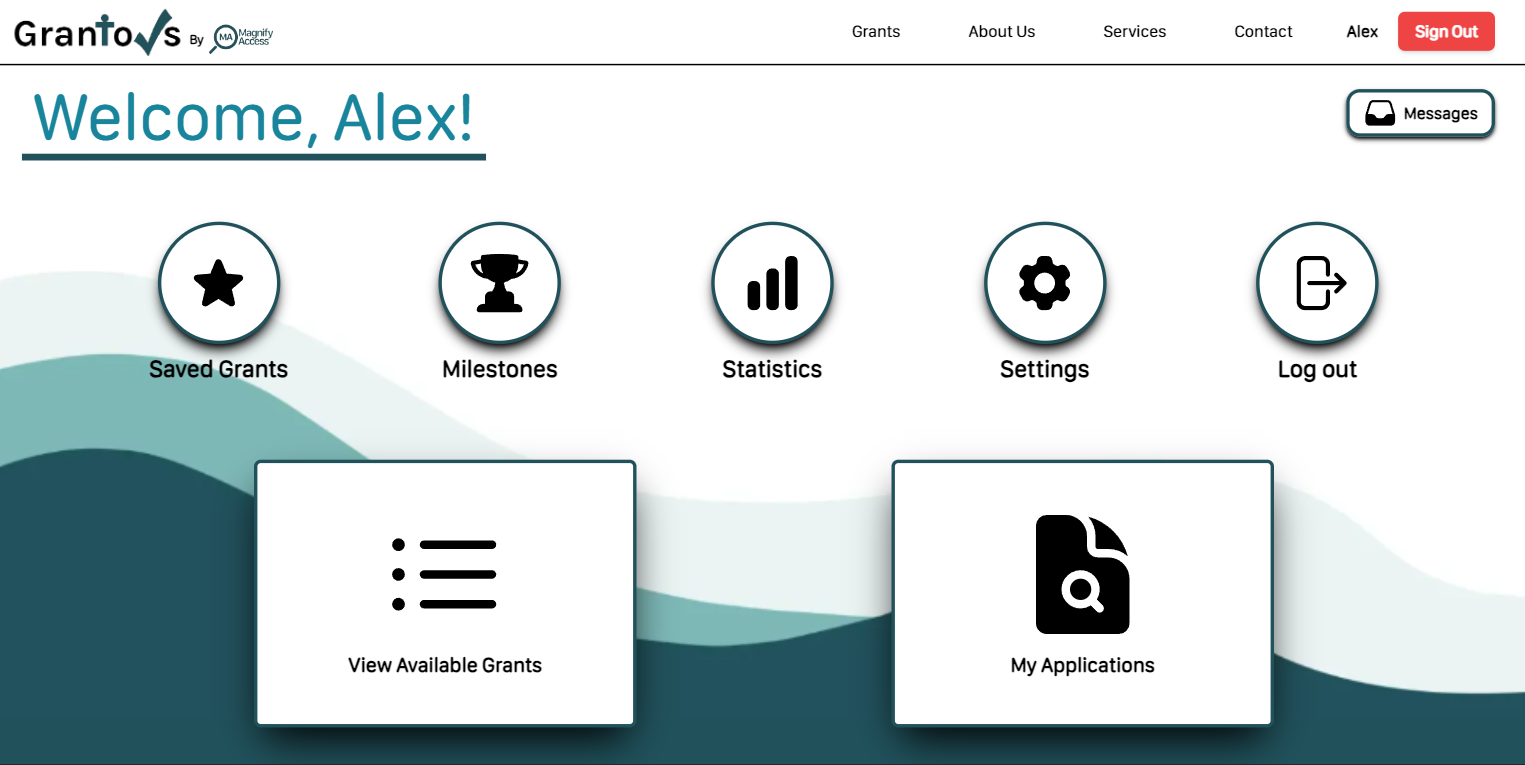 Grantovs By MA Magnify Access
Grants About Us Services Contact Alex Sign Out
Welcome, Alex!
Messages
Saved Grants Milestones Statistics Settings Log out
View Available Grants My Applications